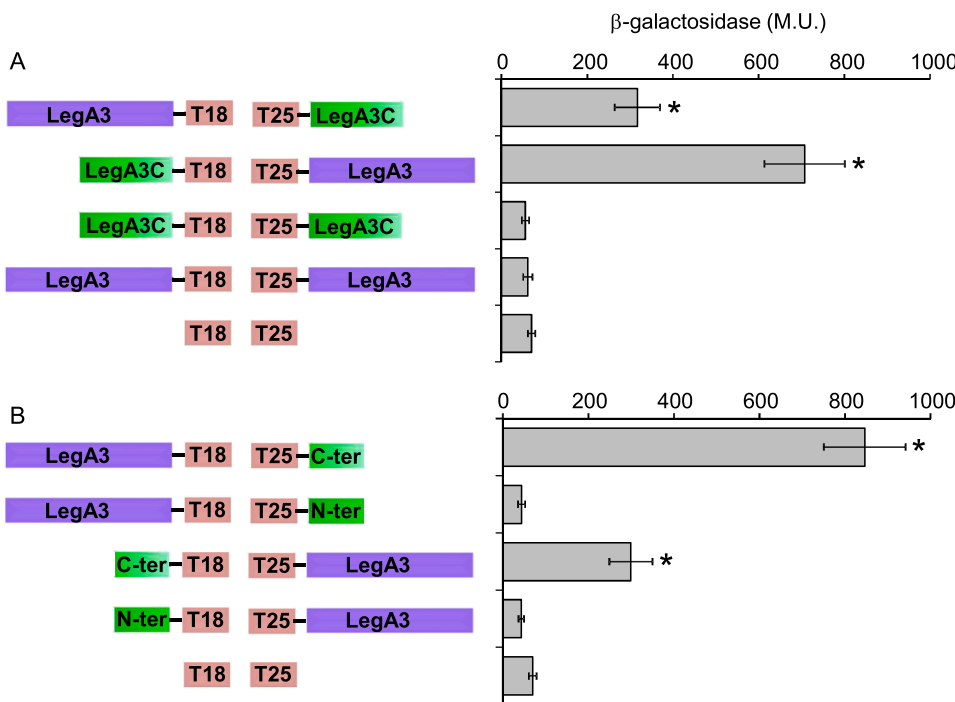 β-galactosidase (M.U.)
0 200 400 600 800 1000
A
LegA3 T18 T25 LegA3C *
LegA3C T18 T25 LegA3 *
LegA3C T18 T25 LegA3C
LegA3 T18 T25 LegA3
T18 T25
0 200 400 600 800 1000
B
LegA3 T18 T25 C-ter *
LegA3 T18 T25 N-ter
C-ter T18 T25 LegA3 *
N-ter T18 T25 LegA3
T18 T25